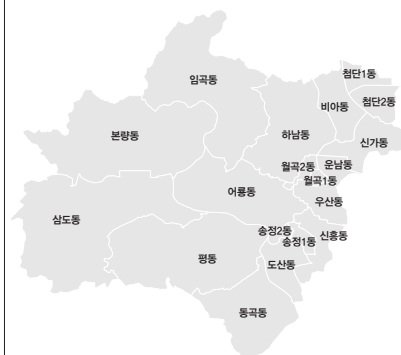 첨단1동
임곡동
첨단2동
비아동
본량동
하남동
신가동
월곡2동
운남동
월곡1동
어룡동
우산동
삼도동
송정2동
신흥동
송정1동
평동
도산동
동곡동